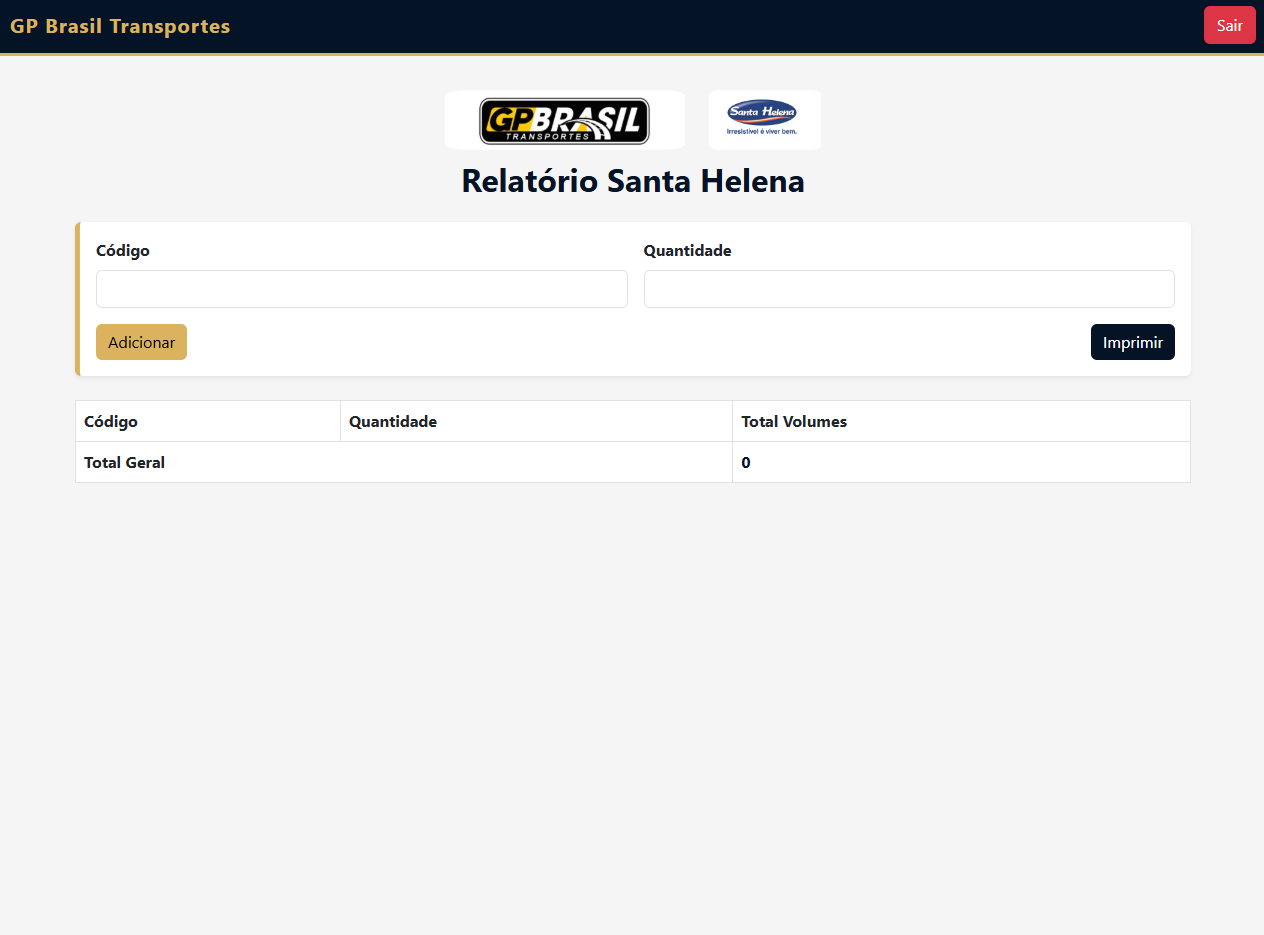 GP Brasil Transportes
Sair
GPBRASIL
TRANSPORTES
Santa Helena
Irresistível é viver bem.
Relatório Santa Helena
Código
Quantidade
Adicionar
Imprimir
Código Quantidade Total Volumes
Total Geral 0